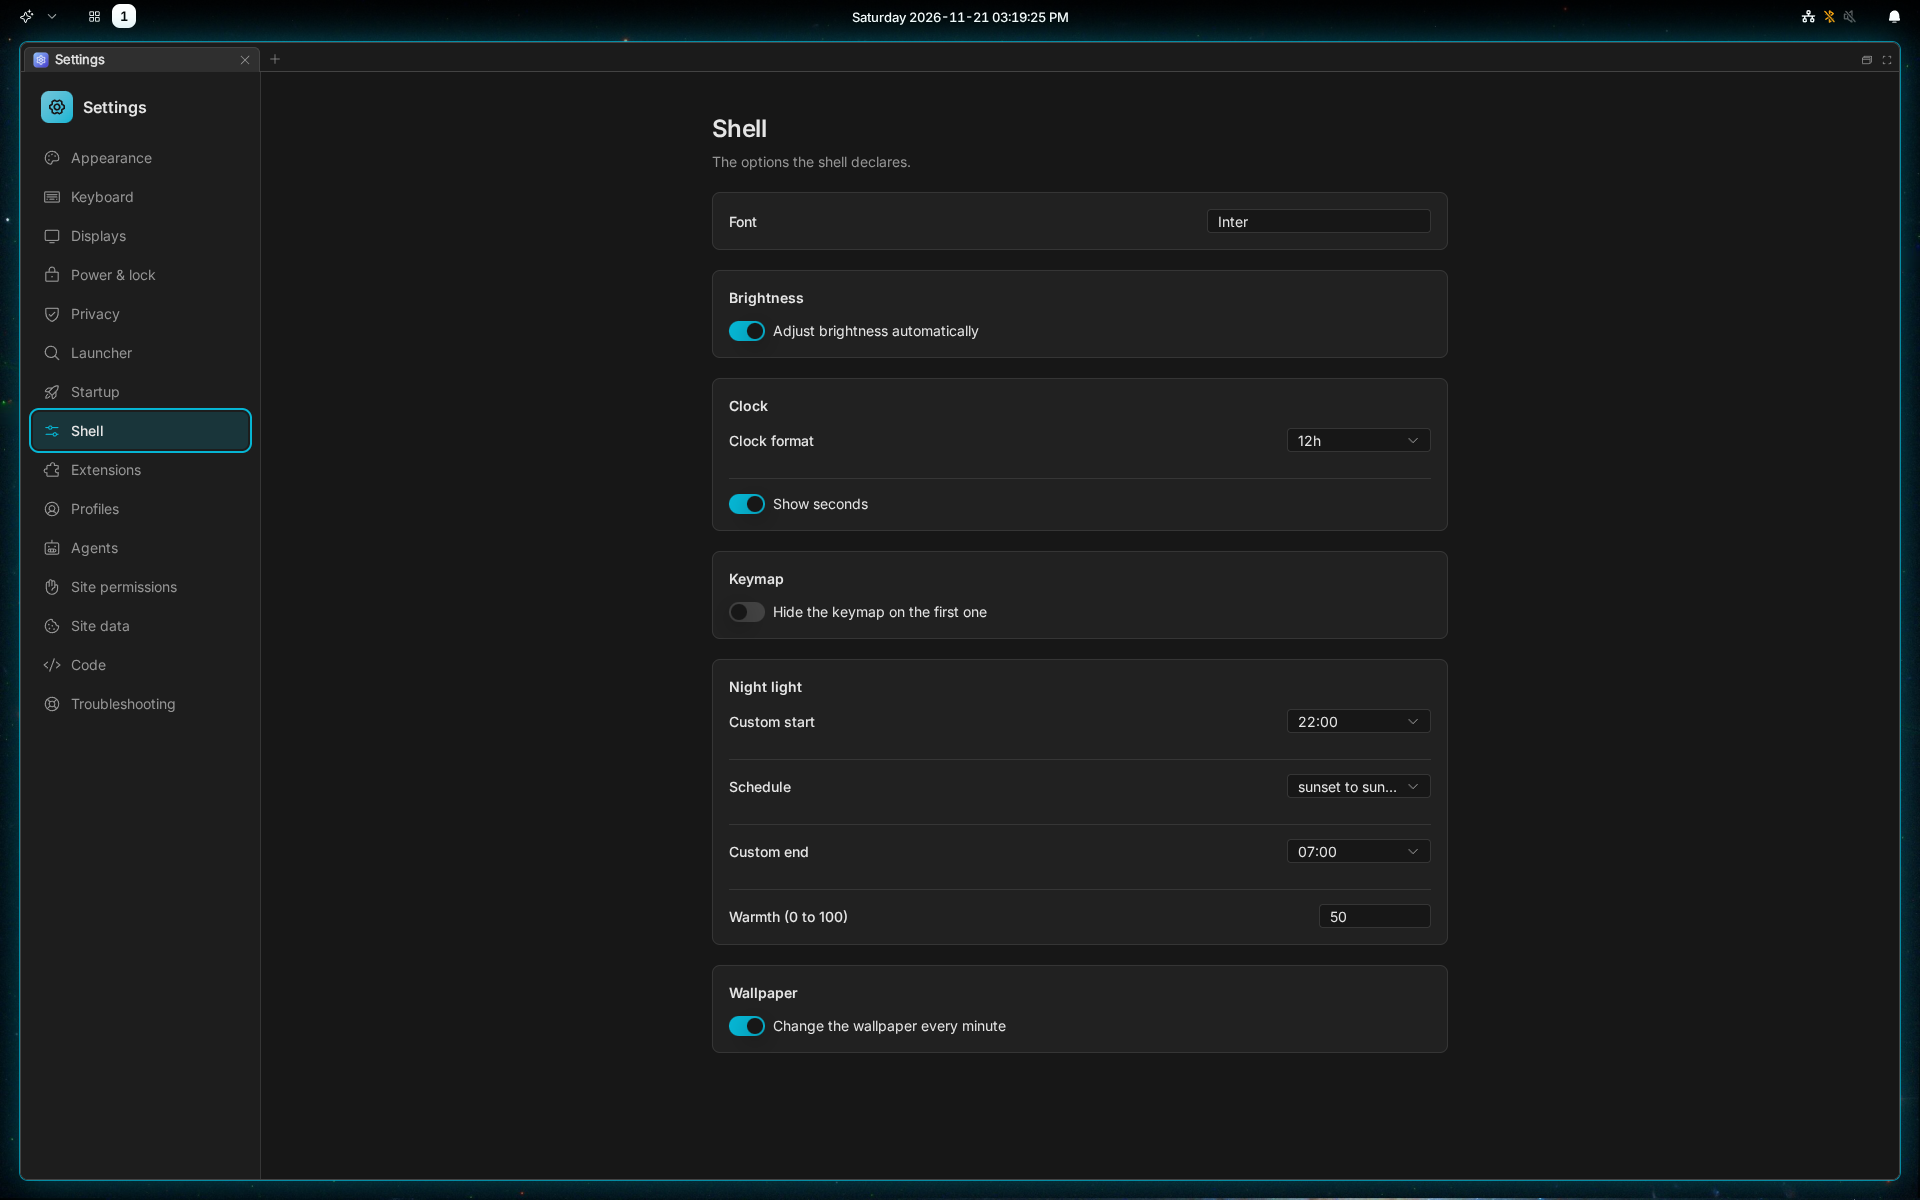 1
Saturday 2026-11-21 03:19:25 PM
Settings
Settings
Appearance
Keyboard
Displays
Power & lock
Privacy
Launcher
Startup
Shell
Extensions
Profiles
Agents
Site permissions
Site data
Code
Troubleshooting
Shell
The options the shell declares.
Font
Inter
Brightness
Adjust brightness automatically
Clock
Clock format
12h
Show seconds
Keymap
Hide the keymap on the first one
Night light
Custom start
22:00
Schedule
sunset to sun...
Custom end
07:00
Warmth (0 to 100)
50
Wallpaper
Change the wallpaper every minute